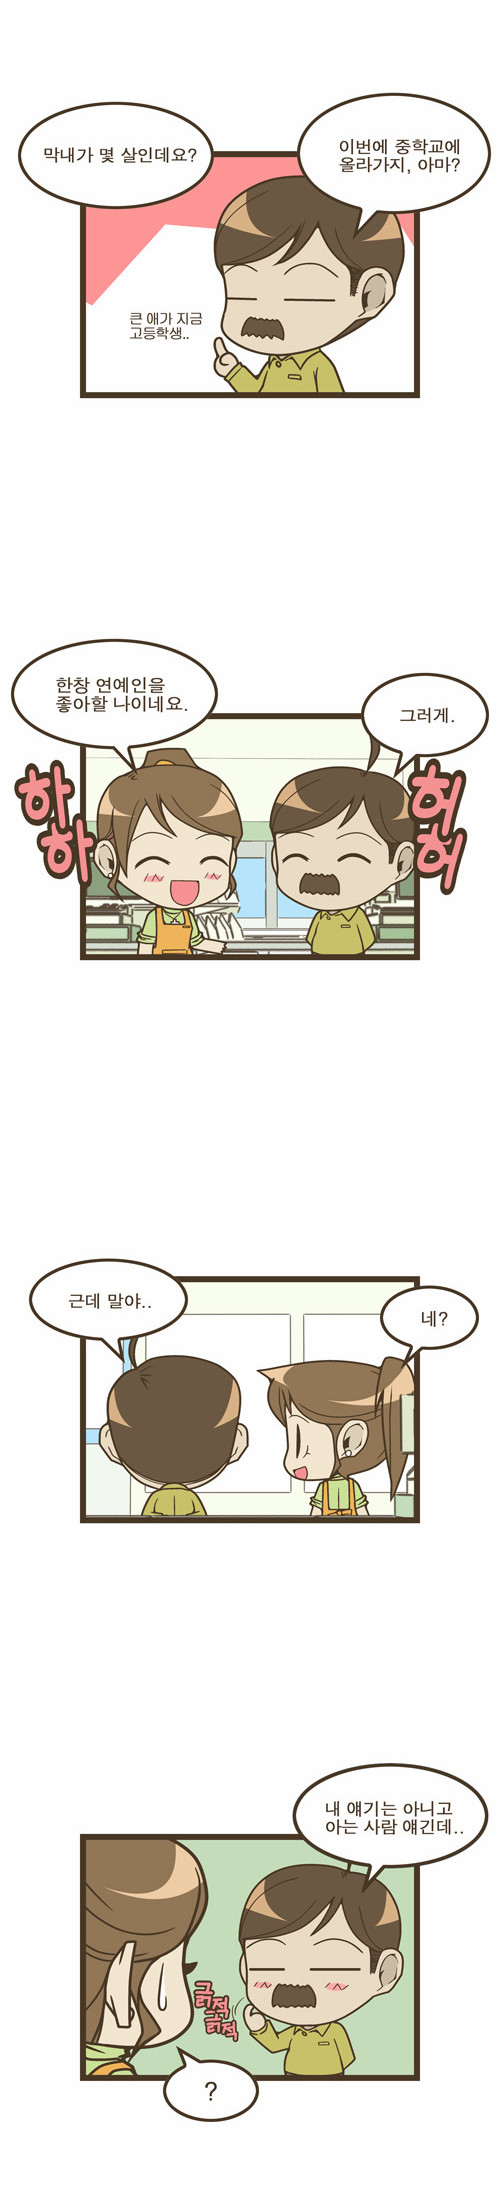 막내가 몇 살인데요?
이번에 중학교에
올라가지, 아마?
큰 애가 지금
고등학생..
한창 연예인을
좋아할 나이네요.
그러게.
하하
허허
근데 말야..
네?
내 얘기는 아니고
아는 사람 얘긴데..
긁적
긁적
?